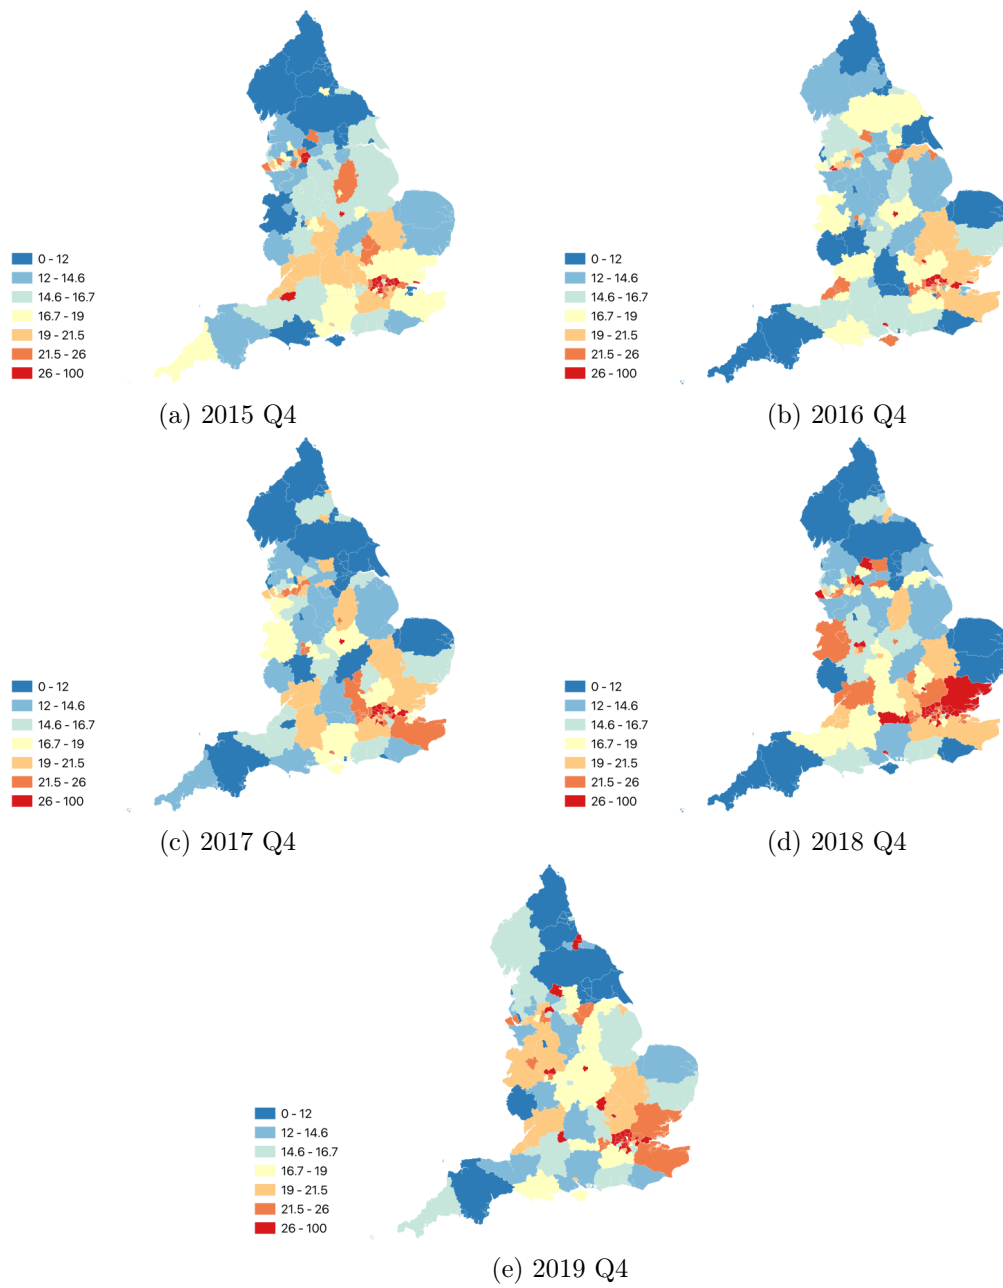 0 - 12
12 - 14.6
14.6 - 16.7
16.7 - 19
19 - 21.5
21.5 - 26
26 - 100
(a) 2015 Q4
0 - 12
12 - 14.6
14.6 - 16.7
16.7 - 19
19 - 21.5
21.5 - 26
26 - 100
(b) 2016 Q4
0 - 12
12 - 14.6
14.6 - 16.7
16.7 - 19
19 - 21.5
21.5 - 26
26 - 100
(c) 2017 Q4
0 - 12
12 - 14.6
14.6 - 16.7
16.7 - 19
19 - 21.5
21.5 - 26
26 - 100
(d) 2018 Q4
0 - 12
12 - 14.6
14.6 - 16.7
16.7 - 19
19 - 21.5
21.5 - 26
26 - 100
(e) 2019 Q4